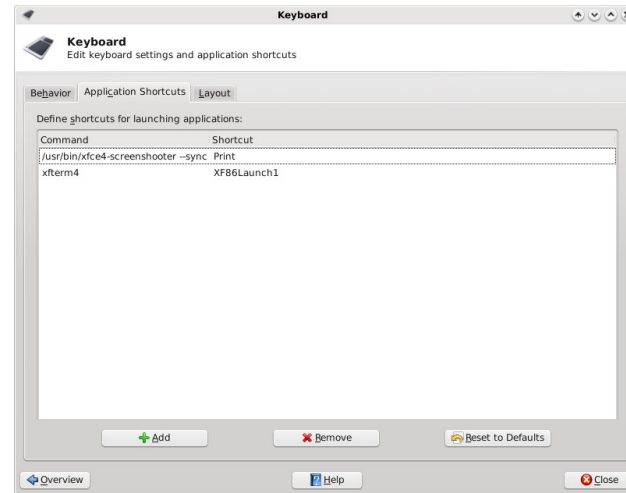 Keyboard
Keyboard
Edit keyboard settings and application shortcuts
Behavior Application Shortcuts Layout
Define shortcuts for launching applications:
Command Shortcut
/usr/bin/xfce4-screenshooter --sync Print
xfterm4 XF86Launch1
Add Remove Reset to Defaults
Overview Help Close